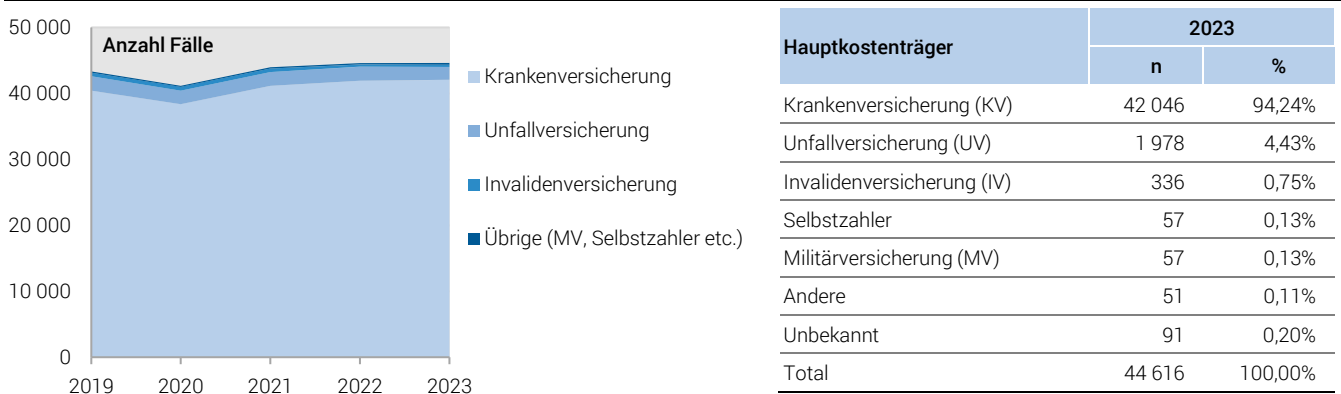 50 000
Anzahl Fälle
40 000
30 000
20 000
10 000
0
2019 2020 2021 2022 2023
Krankenversicherung
Unfallversicherung
Invalidenversicherung
Übrige (MV, Selbstzahler etc.)
Hauptkostenträger 2023
n %
Krankenversicherung (KV) 42 046 94,24%
Unfallversicherung (UV) 1 978 4,43%
Invalidenversicherung (IV) 336 0,75%
Selbstzahler 57 0,13%
Militärversicherung (MV) 57 0,13%
Andere 51 0,11%
Unbekannt 91 0,20%
Total 44 616 100,00%